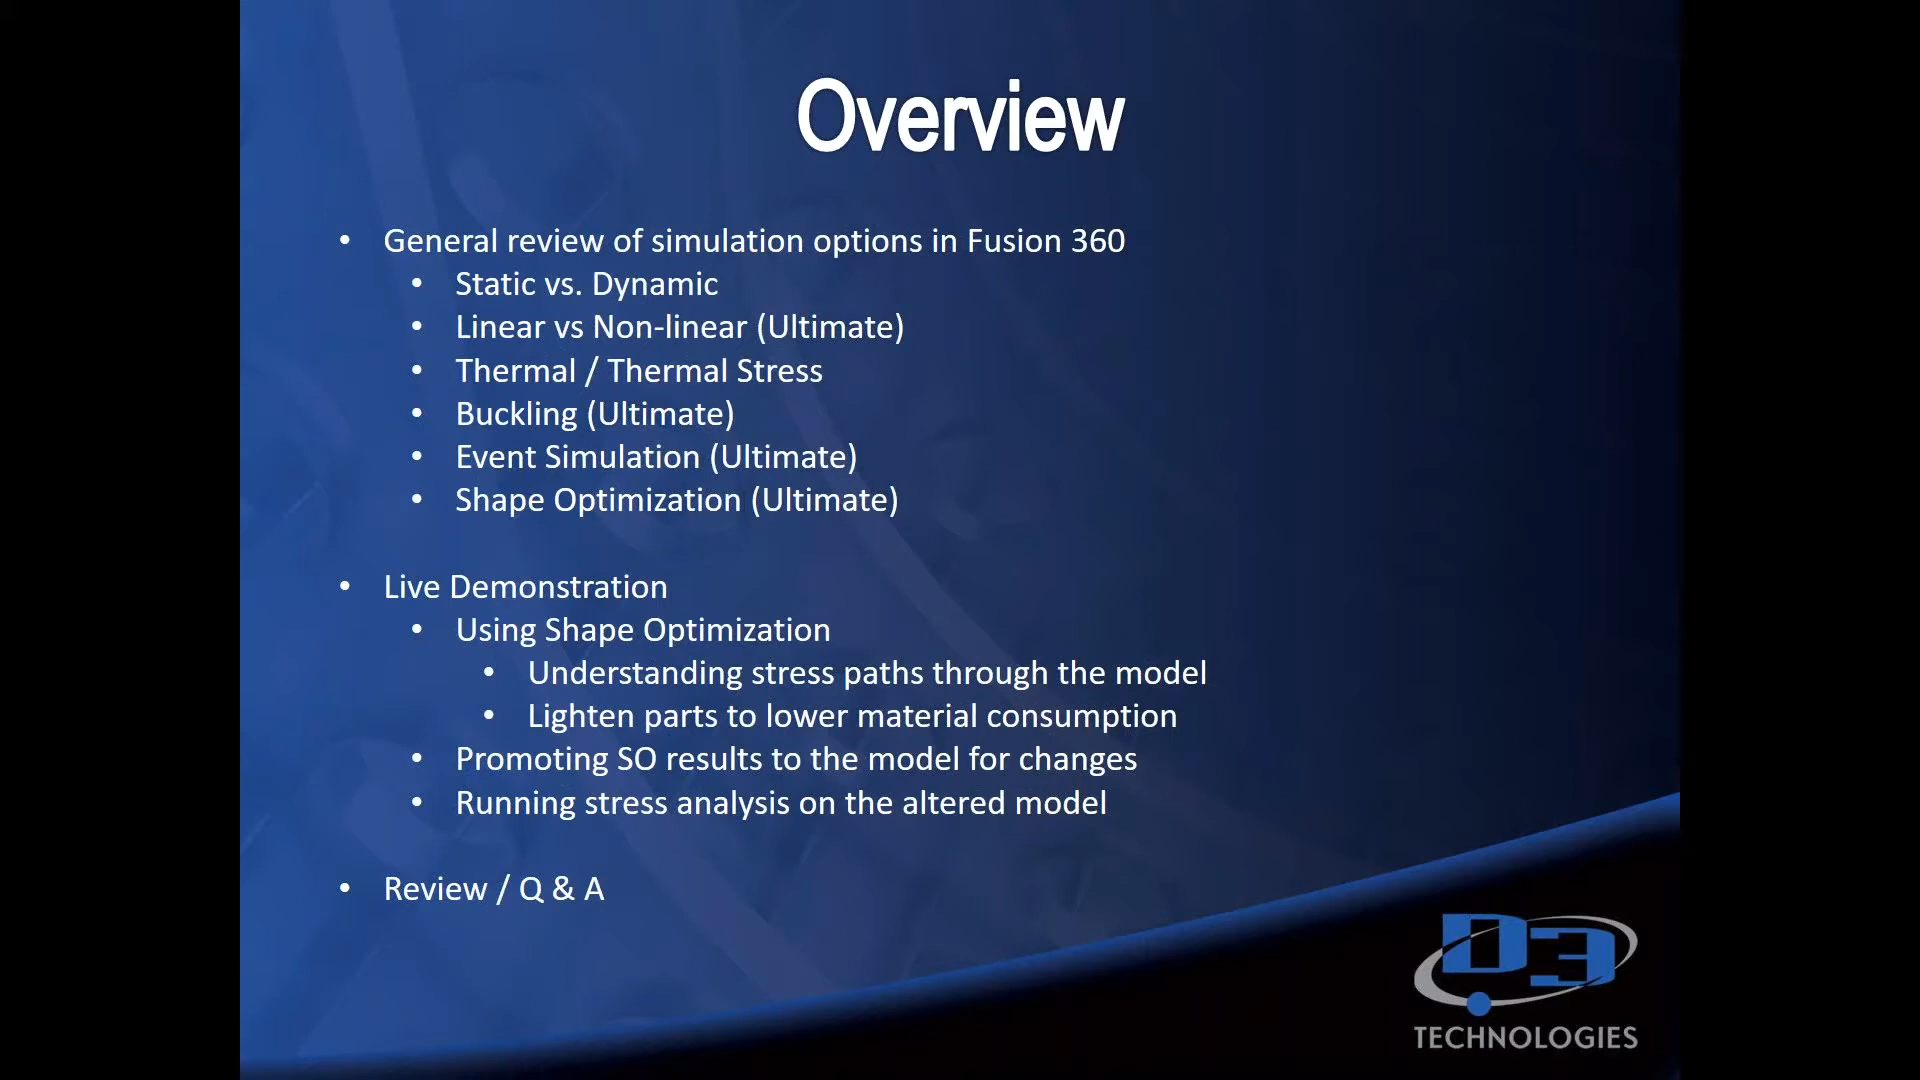 Overview
• General review of simulation options in Fusion 360
• Static vs. Dynamic
• Linear vs Non-linear (Ultimate)
• Thermal / Thermal Stress
• Buckling (Ultimate)
• Event Simulation (Ultimate)
• Shape Optimization (Ultimate)
• Live Demonstration
• Using Shape Optimization
• Understanding stress paths through the model
• Lighten parts to lower material consumption
• Promoting SO results to the model for changes
• Running stress analysis on the altered model
• Review / Q & A
D3
TECHNOLOGIES